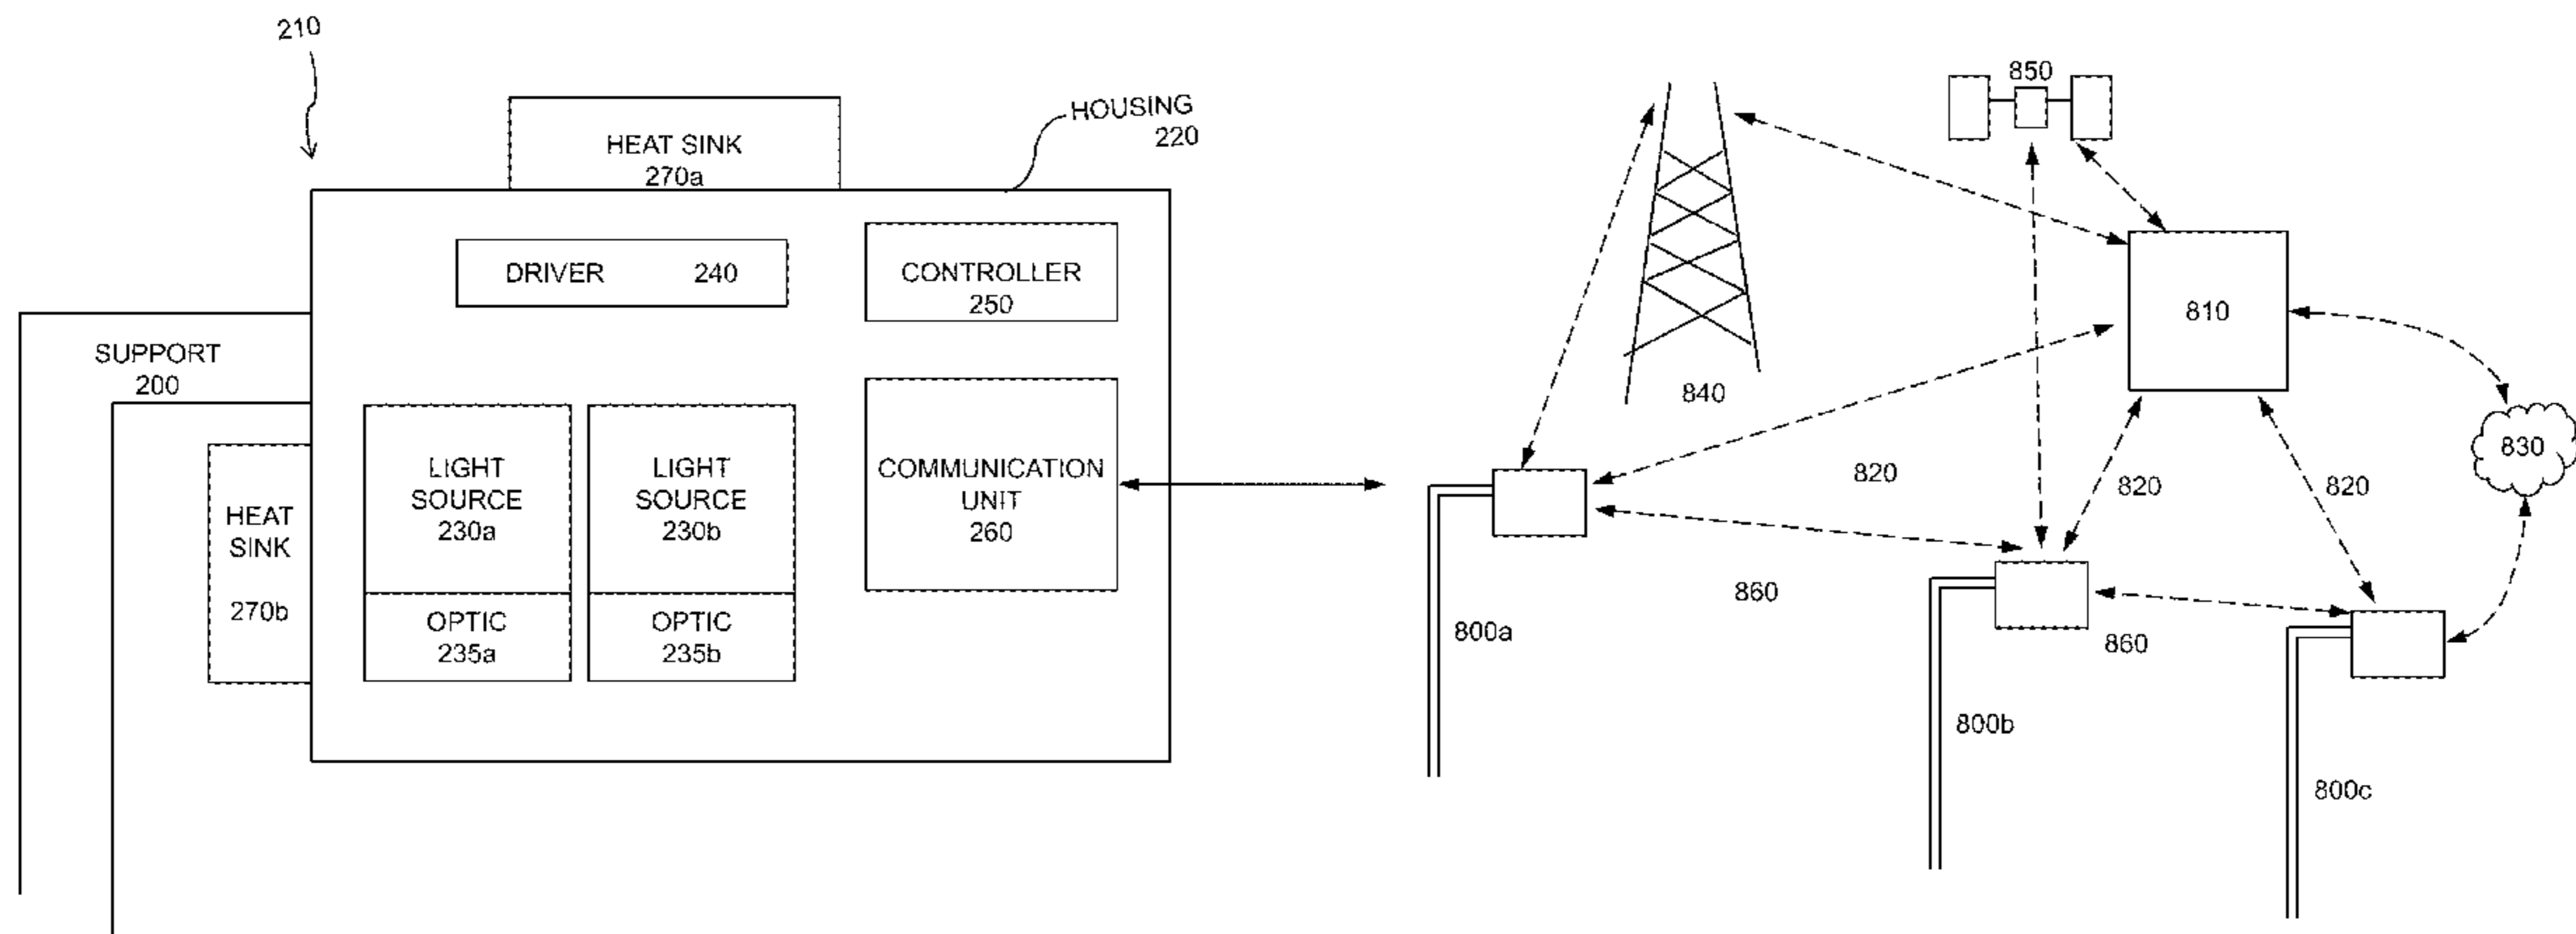 210
HOUSING
220
HEAT SINK
270a
DRIVER 240
CONTROLLER
250
SUPPORT
200
HEAT
SINK
270b
LIGHT
SOURCE
230a
OPTIC
235a
LIGHT
SOURCE
230b
OPTIC
235b
COMMUNICATION
UNIT
260
850
840
810
830
820
820
820
860
860
800a
800b
800c